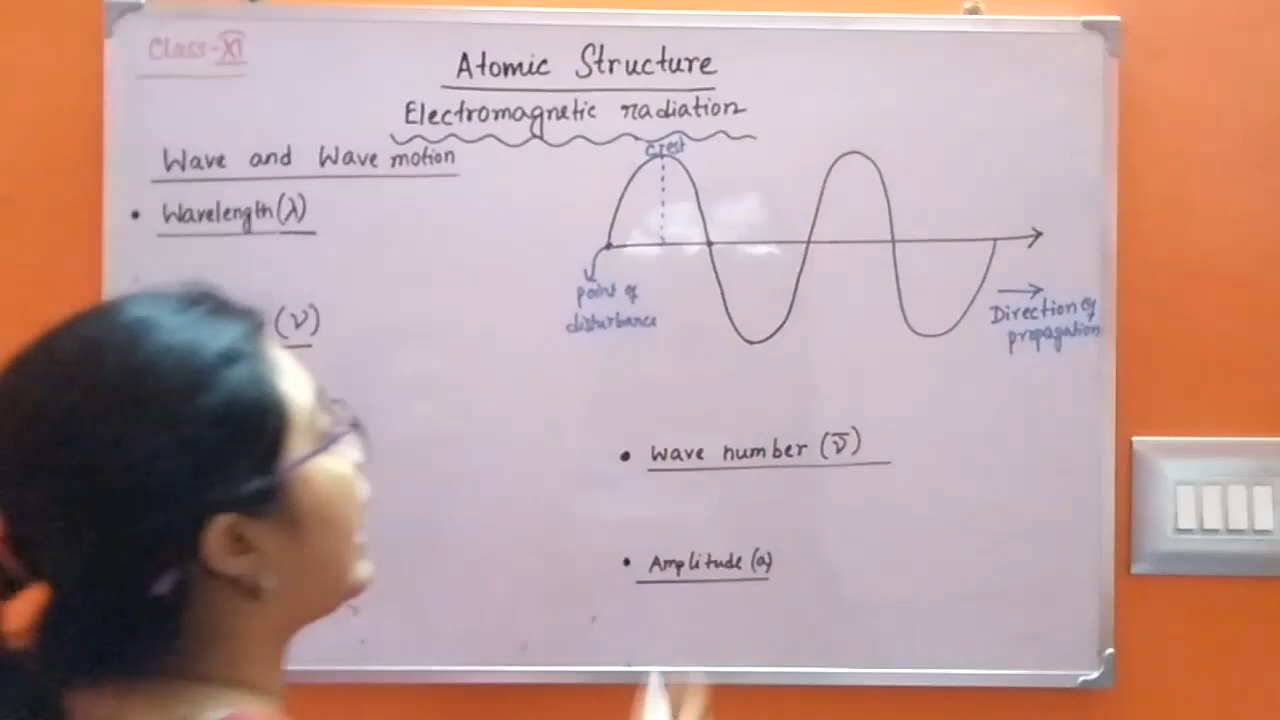 Class-XI
Atomic Structure
Electromagnetic radiation
Wave and Wave motion
• Wavelength(λ)
(ν)
crest
point of
disturbance
Direction of
propagation
• Wave number (ν̄)
• Amplitude (a)